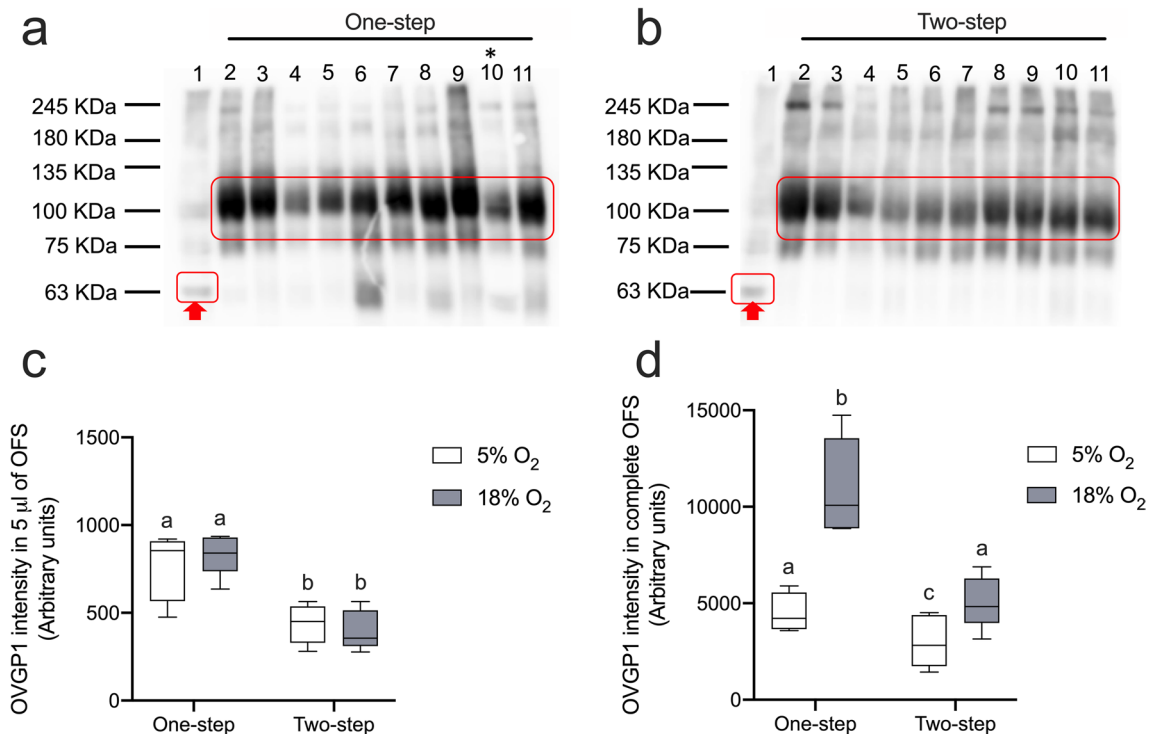 a
One-step
*
1 2 3 4 5 6 7 8 9 10 11
245 KDa
180 KDa
135 KDa
100 KDa
75 KDa
63 KDa
b
Two-step
1 2 3 4 5 6 7 8 9 10 11
245 KDa
180 KDa
135 KDa
100 KDa
75 KDa
63 KDa
c
OVGP1 intensity in 5 µl of OFS
(Arbitrary units)
1500
1000
500
0
a a
b b
One-step Two-step
5% O₂
18% O₂
d
OVGP1 intensity in complete OFS
(Arbitrary units)
15000
10000
5000
0
a b
c a
One-step Two-step
5% O₂
18% O₂